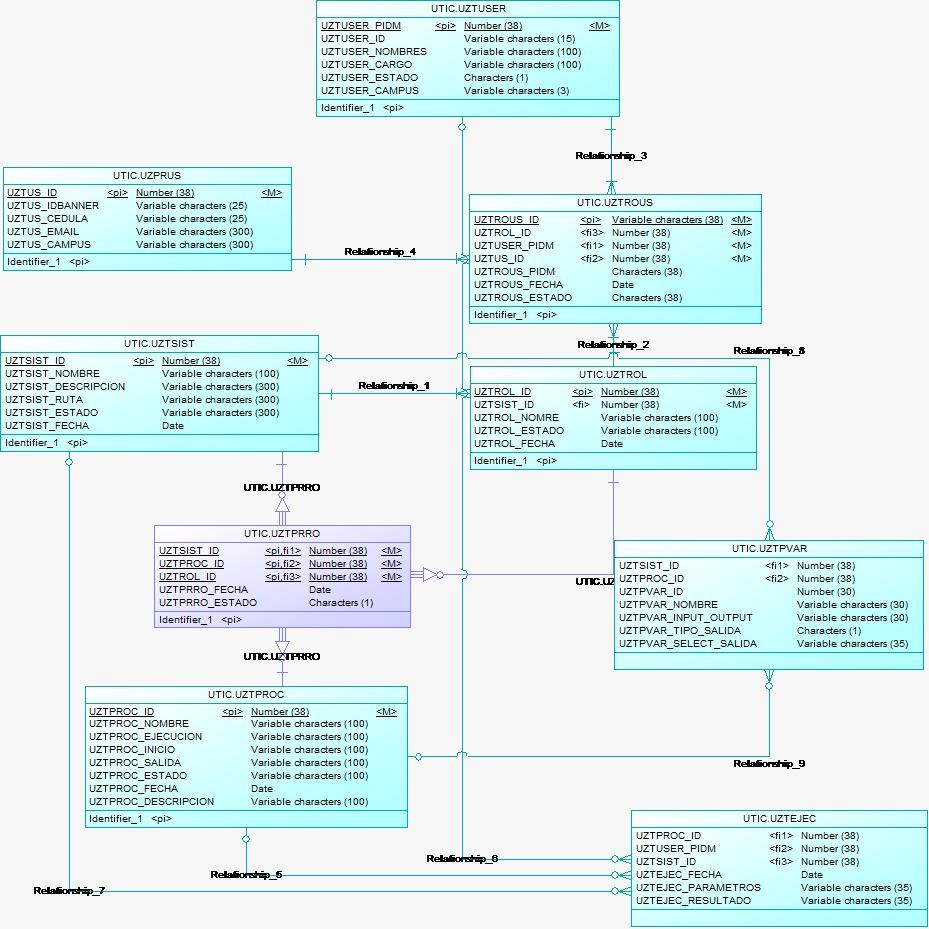 UTIC.UZTUSER
UZTUSER_PIDM <pi> Number (38) <M>
UZTUSER_ID Variable characters (15)
UZTUSER_NOMBRES Variable characters (100)
UZTUSER_CARGO Variable characters (100)
UZTUSER_ESTADO Characters (1)
UZTUSER_CAMPUS Variable characters (3)
Identifier_1 <pi>
Relationship_3
UTIC.UZPRUS
UZTUS_ID <pi> Number (38) <M>
UZTUS_IDBANNER Variable characters (25)
UZTUS_CEDULA Variable characters (25)
UZTUS_EMAIL Variable characters (300)
UZTUS_CAMPUS Variable characters (300)
Identifier_1 <pi>
Relationship_4
UTIC.UZTROUS
UZTROUS_ID <pi> Variable characters (38) <M>
UZTROL_ID <fi3> Number (38) <M>
UZTUSER_PIDM <fi1> Number (38) <M>
UZTUS_ID <fi2> Number (38) <M>
UZTROUS_PIDM Characters (38)
UZTROUS_FECHA Date
UZTROUS_ESTADO Characters (38)
Identifier_1 <pi>
Relationship_2
Relationship_8
UTIC.UZTSIST
UZTSIST_ID <pi> Number (38) <M>
UZTSIST_NOMBRE Variable characters (100)
UZTSIST_DESCRIPCION Variable characters (300)
UZTSIST_RUTA Variable characters (300)
UZTSIST_ESTADO Variable characters (300)
UZTSIST_FECHA Date
Identifier_1 <pi>
Relationship_1
UTIC.UZTROL
UZTROL_ID <pi> Number (38) <M>
UZTSIST_ID <fi> Number (38) <M>
UZTROL_NOMRE Variable characters (100)
UZTROL_ESTADO Variable characters (100)
UZTROL_FECHA Date
Identifier_1 <pi>
UTIC.UZTPRRO
UTIC.UZTPRRO
UZTSIST_ID <pi,fi1> Number (38) <M>
UZTPROC_ID <pi,fi2> Number (38) <M>
UZTROL_ID <pi,fi3> Number (38) <M>
UZTPRRO_FECHA Date
UZTPRRO_ESTADO Characters (1)
Identifier_1 <pi>
UTIC.UZ
UTIC.UZTPVAR
UZTSIST_ID <fi1> Number (38)
UZTPROC_ID <fi2> Number (38)
UZTPVAR_ID Number (30)
UZTPVAR_NOMBRE Variable characters (30)
UZTPVAR_INPUT_OUTPUT Variable characters (30)
UZTPVAR_TIPO_SALIDA Characters (1)
UZTPVAR_SELECT_SALIDA Variable characters (35)
UTIC.UZTPRRO
UTIC.UZTPROC
UZTPROC_ID <pi> Number (38) <M>
UZTPROC_NOMBRE Variable characters (100)
UZTPROC_EJECUCION Variable characters (100)
UZTPROC_INICIO Variable characters (100)
UZTPROC_SALIDA Variable characters (100)
UZTPROC_ESTADO Variable characters (100)
UZTPROC_FECHA Date
UZTPROC_DESCRIPCION Variable characters (100)
Identifier_1 <pi>
Relationship_9
UTIC.UZTEJEC
UZTPROC_ID <fi1> Number (38)
UZTUSER_PIDM <fi2> Number (38)
UZTSIST_ID <fi3> Number (38)
UZTEJEC_FECHA Date
UZTEJEC_PARAMETROS Variable characters (35)
UZTEJEC_RESULTADO Variable characters (35)
Relationship_6
Relationship_5
Relationship_7